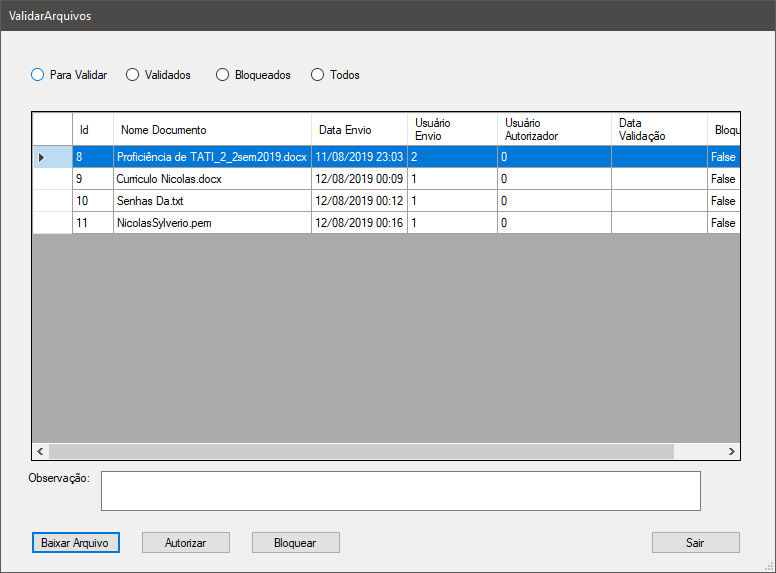 ValidarArquivos
Para Validar Validados Bloqueados Todos
Id Nome Documento Data Envio Usuário Envio Usuário Autorizador Data Validação Bloqu
8 Proficiência de TATI_2_2sem2019.docx 11/08/2019 23:03 2 0 False
9 Curriculo Nicolas.docx 12/08/2019 00:09 1 0 False
10 Senhas Da.txt 12/08/2019 00:12 1 0 False
11 NicolasSylverio.pem 12/08/2019 00:16 1 0 False
Observação:
Baixar Arquivo Autorizar Bloquear Sair